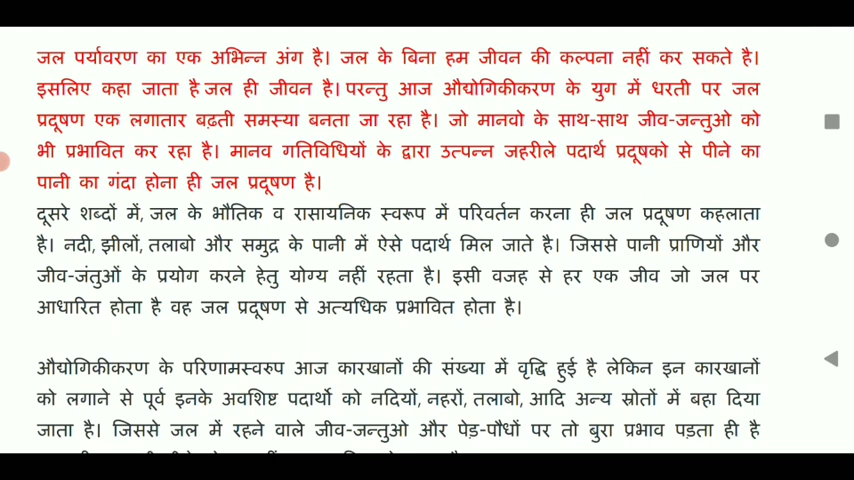 जल पर्यावरण का एक अभिन्न अंग है। जल के बिना हम जीवन की कल्पना नहीं कर सकते है।
इसलिए कहा जाता है जल ही जीवन है। परन्तु आज औद्योगिकीकरण के युग में धरती पर जल
प्रदूषण एक लगातार बढ़ती समस्या बनता जा रहा है। जो मानवो के साथ-साथ जीव-जन्तुओ को
भी प्रभावित कर रहा है। मानव गतिविधियों के द्वारा उत्पन्न जहरीले पदार्थ प्रदूषको से पीने का
पानी का गंदा होना ही जल प्रदूषण है।
दूसरे शब्दों में, जल के भौतिक व रासायनिक स्वरूप में परिवर्तन करना ही जल प्रदूषण कहलाता
है। नदी, झीलों, तलाबो और समुद्र के पानी में ऐसे पदार्थ मिल जाते है। जिससे पानी प्राणियों और
जीव-जंतुओं के प्रयोग करने हेतु योग्य नहीं रहता है। इसी वजह से हर एक जीव जो जल पर
आधारित होता है वह जल प्रदूषण से अत्यधिक प्रभावित होता है।
औद्योगिकीकरण के परिणामस्वरुप आज कारखानों की संख्या में वृद्धि हुई है लेकिन इन कारखानों
को लगाने से पूर्व इनके अवशिष्ट पदार्थो को नदियों, नहरों, तलाबो, आदि अन्य स्रोतों में बहा दिया
जाता है। जिससे जल में रहने वाले जीव-जन्तुओ और पेड़-पौधों पर तो बुरा प्रभाव पड़ता ही है